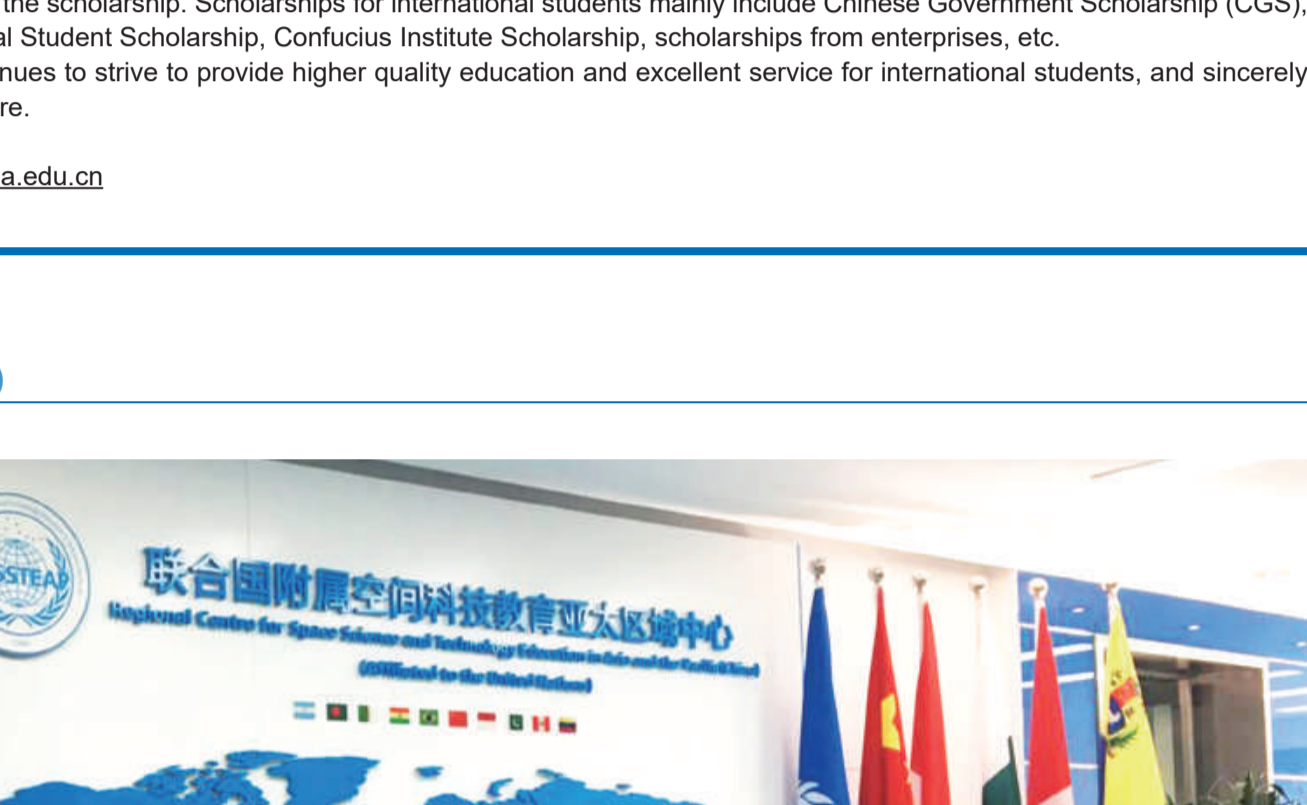 the scholarship. Scholarships for international students mainly include Chinese Government Scholarship (CGS),
al Student Scholarship, Confucius Institute Scholarship, scholarships from enterprises, etc.
nues to strive to provide higher quality education and excellent service for international students, and sincerely
re.
a.edu.cn
SSTEAP
联合国附属空间科技教育亚太区域中心
Regional Centre for Space Science and Technology Education in Asia and the Pacific (China)
(Affiliated to the United Nations)